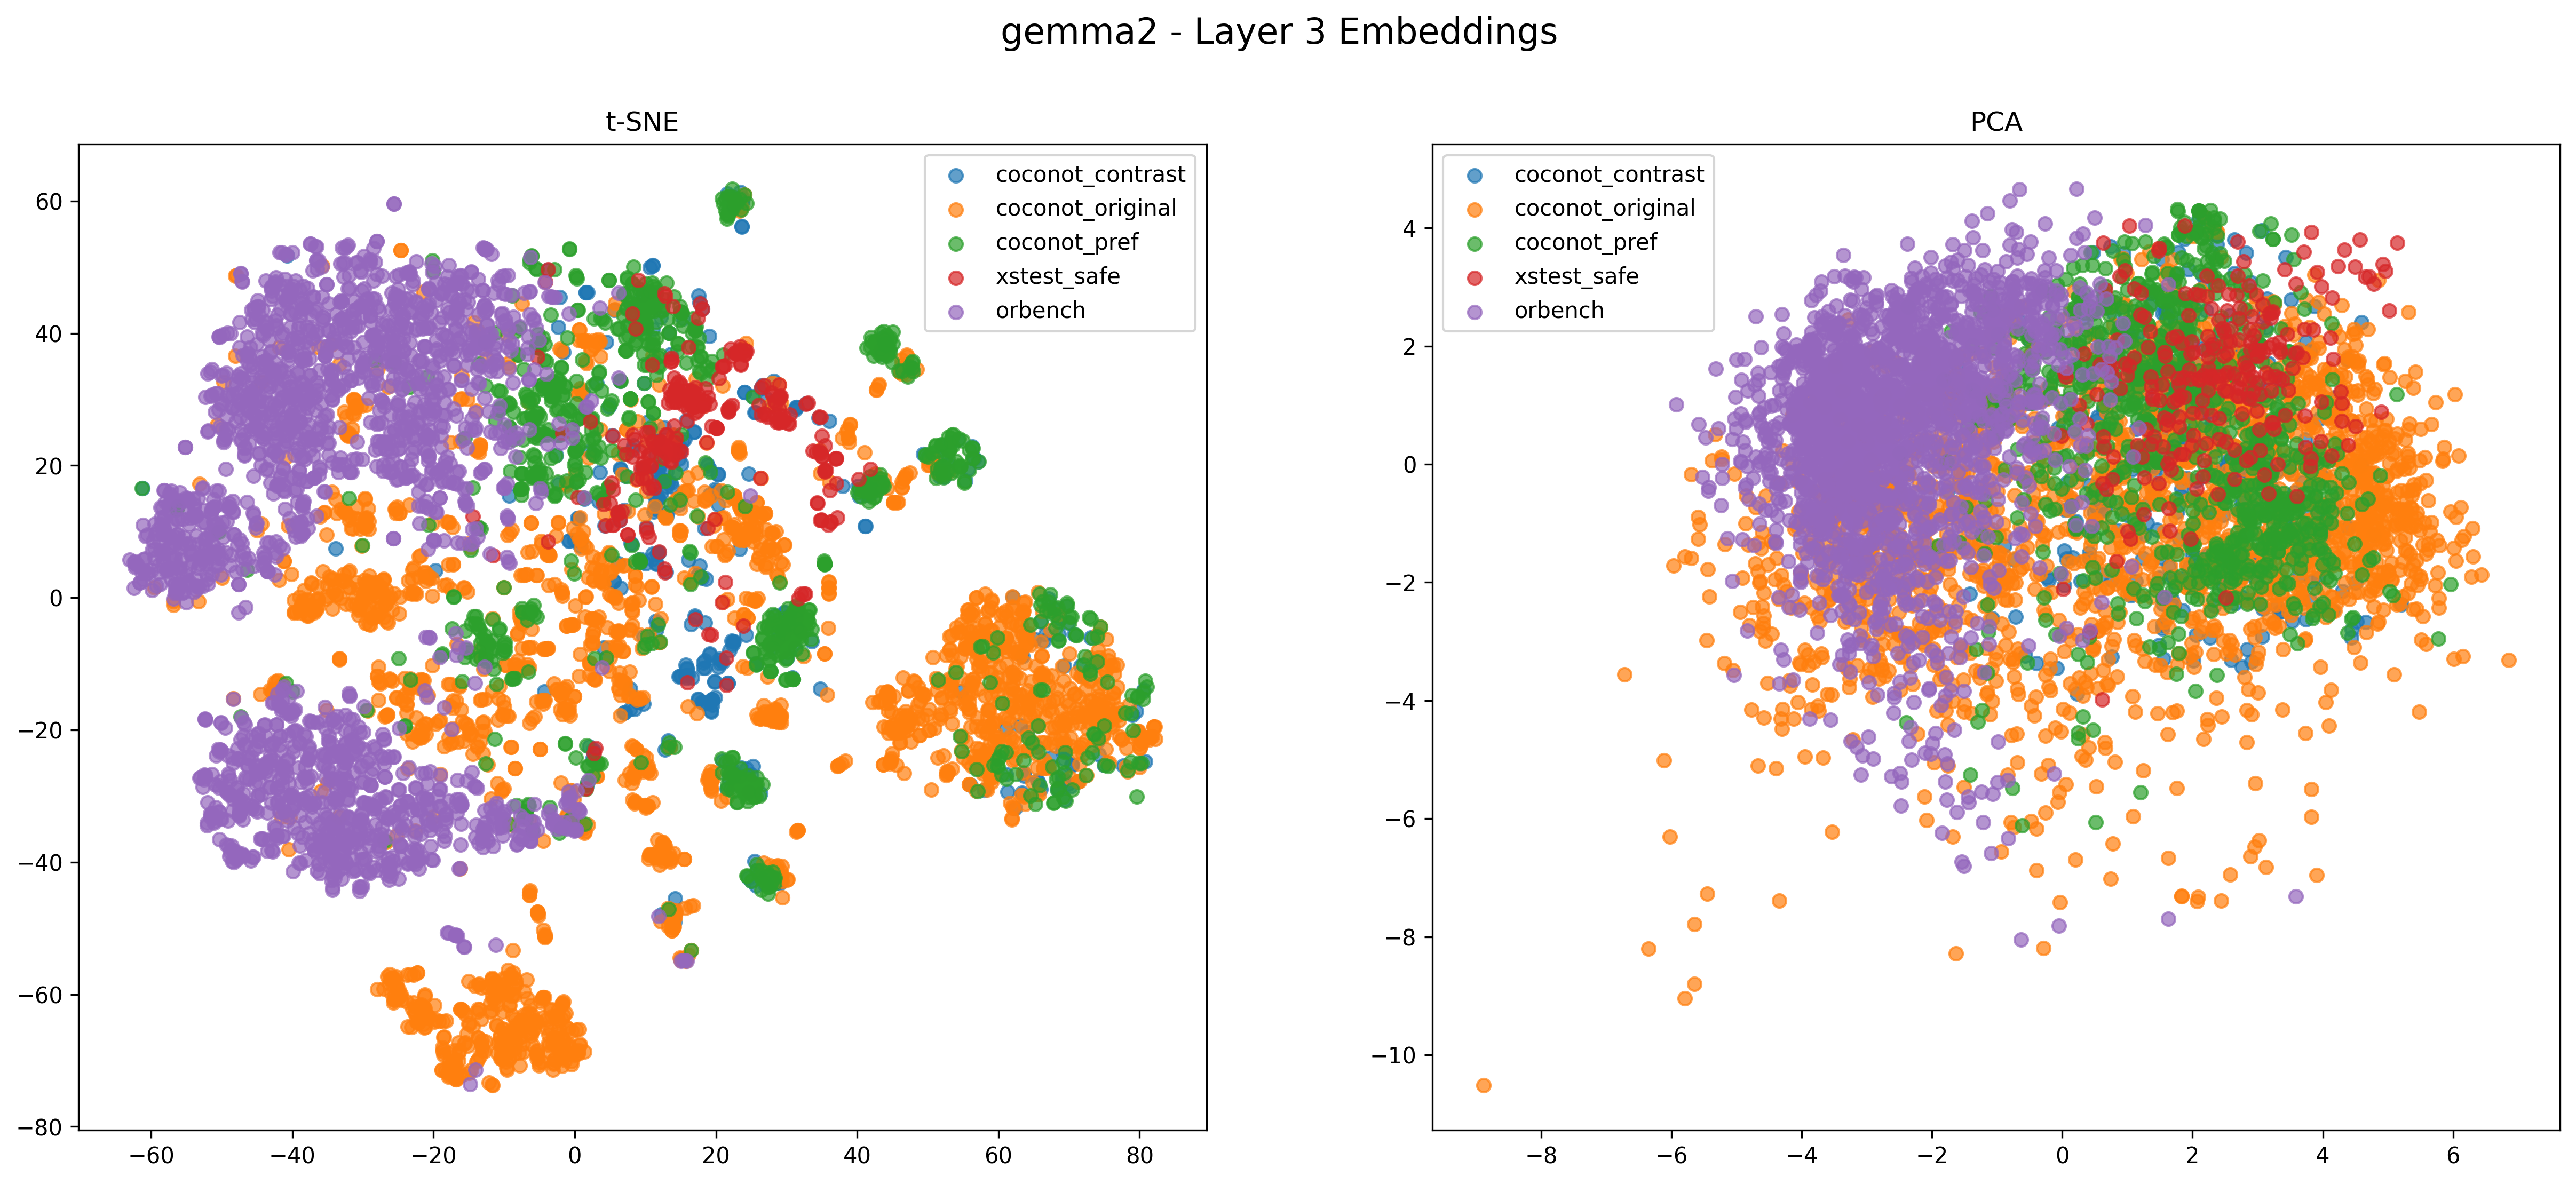 gemma2 - Layer 3 Embeddings
t-SNE
coconot_contrast
coconot_original
coconot_pref
xstest_safe
orbench
60
40
20
0
−20
−40
−60
−80
−60 −40 −20 0 20 40 60 80
PCA
coconot_contrast
coconot_original
coconot_pref
xstest_safe
orbench
4
2
0
−2
−4
−6
−8
−10
−8 −6 −4 −2 0 2 4 6